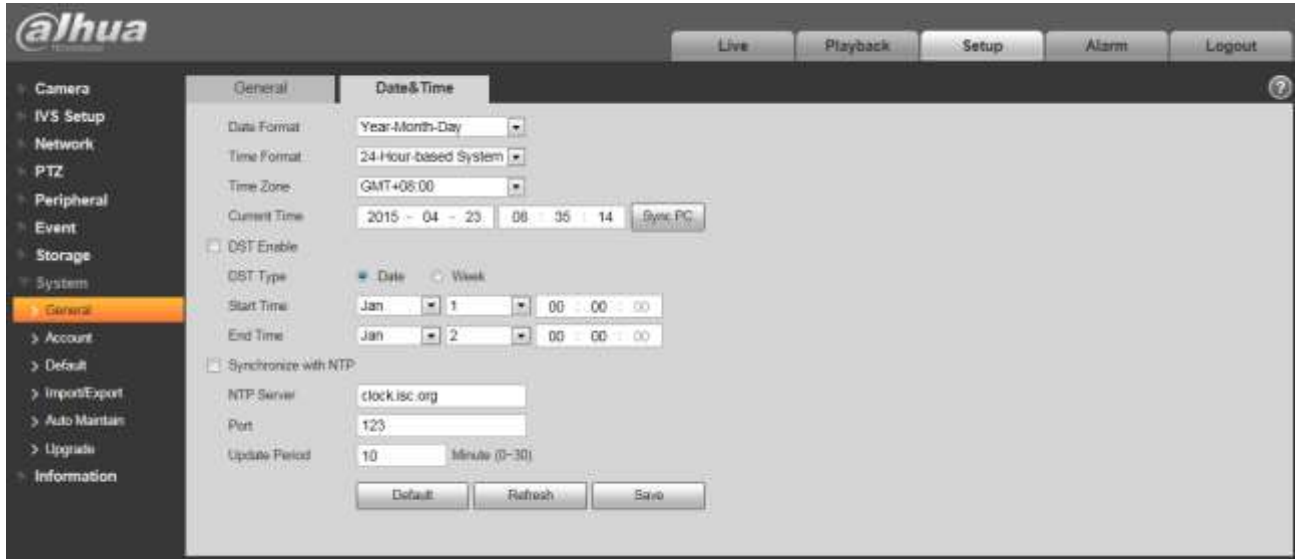 alhua
TECHNOLOGY
Live Playback Setup Alarm Logout
Camera
IVS Setup
Network
PTZ
Peripheral
Event
Storage
System
General
Account
Default
Import/Export
Auto Maintain
Upgrade
Information
General Date&Time ?
Date Format Year-Month-Day
Time Format 24-Hour-based System
Time Zone GMT+08:00
Current Time 2015 - 04 - 23 08 : 35 : 14 Sync PC
DST Enable
DST Type Date Week
Start Time Jan 1 00 : 00 : 00
End Time Jan 2 00 : 00 : 00
Synchronize with NTP
NTP Server clock.isc.org
Port 123
Update Period 10 Minute (0~30)
Default Refresh Save